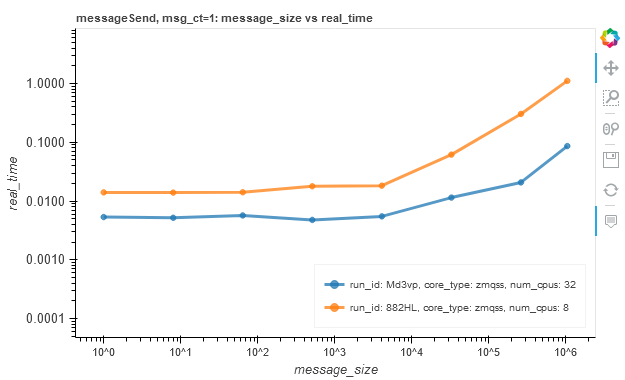 messageSend, msg_ct=1: message_size vs real_time
1.0000
0.1000
0.0100
0.0010
0.0001
real_time
run_id: Md3vp, core_type: zmqss, num_cpus: 32
run_id: 882HL, core_type: zmqss, num_cpus: 8
10^0 10^1 10^2 10^3 10^4 10^5 10^6
message_size